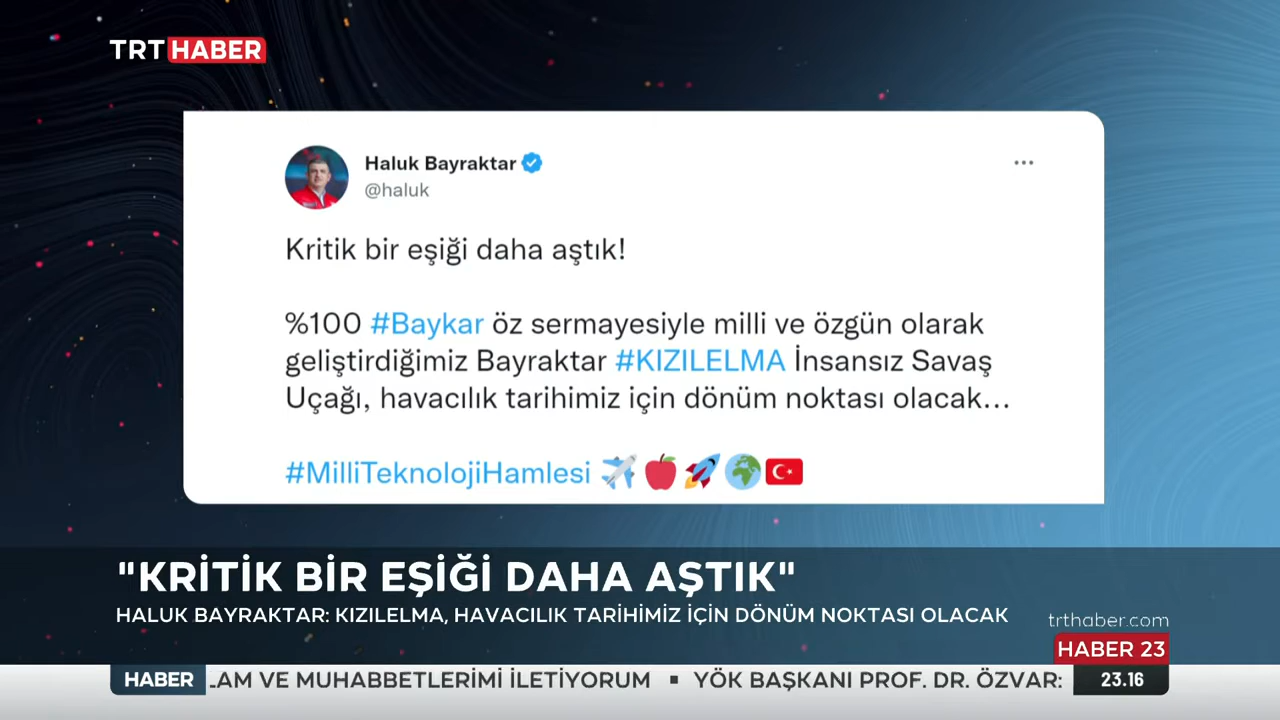 TRT HABER
Haluk Bayraktar
@haluk
Kritik bir eşiği daha aştık!
%100 #Baykar öz sermayesiyle milli ve özgün olarak
geliştirdiğimiz Bayraktar #KIZILELMA İnsansız Savaş
Uçağı, havacılık tarihimiz için dönüm noktası olacak...
#MilliTeknolojiHamlesi ✈️🍎🚀🌍🇹🇷
"KRİTİK BİR EŞİĞİ DAHA AŞTIK"
HALUK BAYRAKTAR: KIZILELMA, HAVACILIK TARİHİMİZ İÇİN DÖNÜM NOKTASI OLACAK
trthaber.com
HABER 23
HABER AM VE MUHABBETLERİMİ İLETİYORUM ▪ YÖK BAŞKANI PROF. DR. ÖZVAR: 23.16